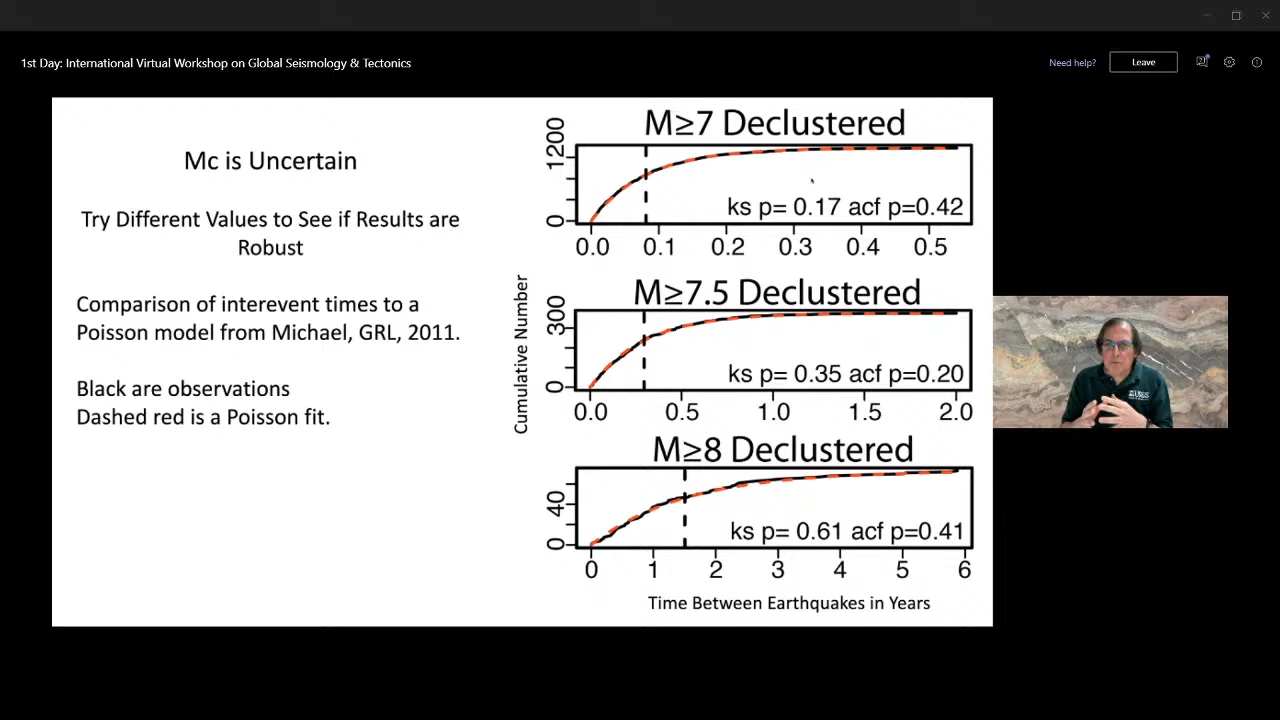 1st Day: International Virtual Workshop on Global Seismology & Tectonics
Need help?
Leave
Mc is Uncertain
Try Different Values to See if Results are
Robust
Comparison of interevent times to a
Poisson model from Michael, GRL, 2011.
Black are observations
Dashed red is a Poisson fit.
Cumulative Number
M≥7 Declustered
1200
0
ks p= 0.17 acf p=0.42
0.0 0.1 0.2 0.3 0.4 0.5
M≥7.5 Declustered
300
0
ks p= 0.35 acf p=0.20
0.0 0.5 1.0 1.5 2.0
M≥8 Declustered
40
0
ks p= 0.61 acf p=0.41
0 1 2 3 4 5 6
Time Between Earthquakes in Years
USGS